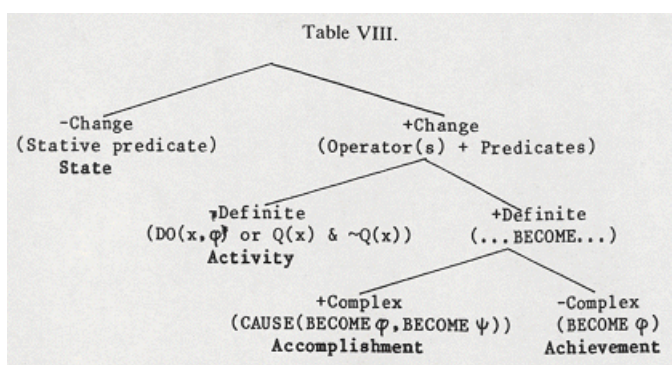 Table VIII.
-Change
(Stative predicate)
State
+Change
(Operator(s) + Predicates)
-Definite
(DO(x,φ) or Q(x) & ~Q(x))
Activity
+Definite
(...BECOME...)
+Complex
(CAUSE(BECOME φ,BECOME ψ))
Accomplishment
-Complex
(BECOME φ)
Achievement